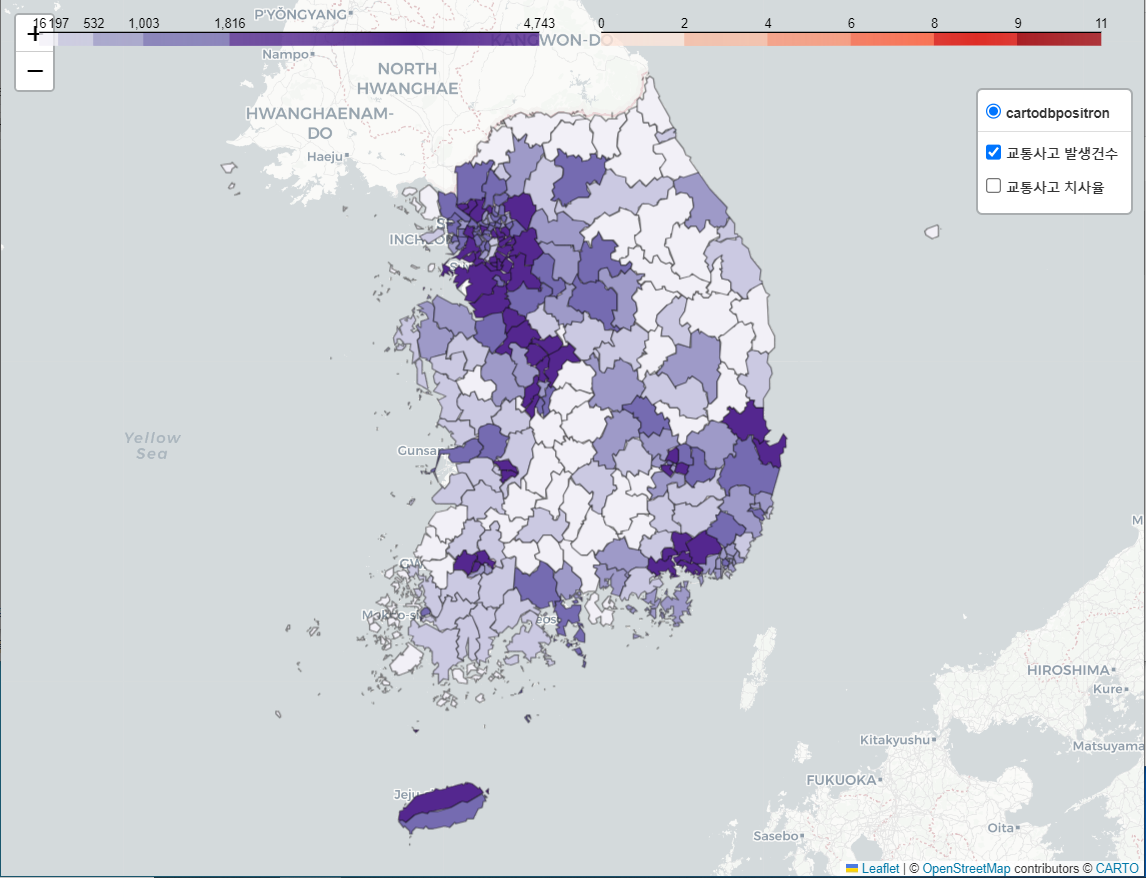 P'YŎNGYANG
16 197 532 1,003 1,816 4,743 0 2 4 6 8 9 11
+
KANGWON-DO
Nampo
−
NORTH
HWANGHAE
cartodbpositron
HWANGHAENAM-
DO
교통사고 발생건수
Haeju
교통사고 치사율
INCHEO
Yellow
Sea
Gunsa
GW
Jeju
HIROSHIMA
Kure
Kitakyushu
Matsuyama
FUKUOKA
Oita
Sasebo
Leaflet | © OpenStreetMap contributors © CARTO